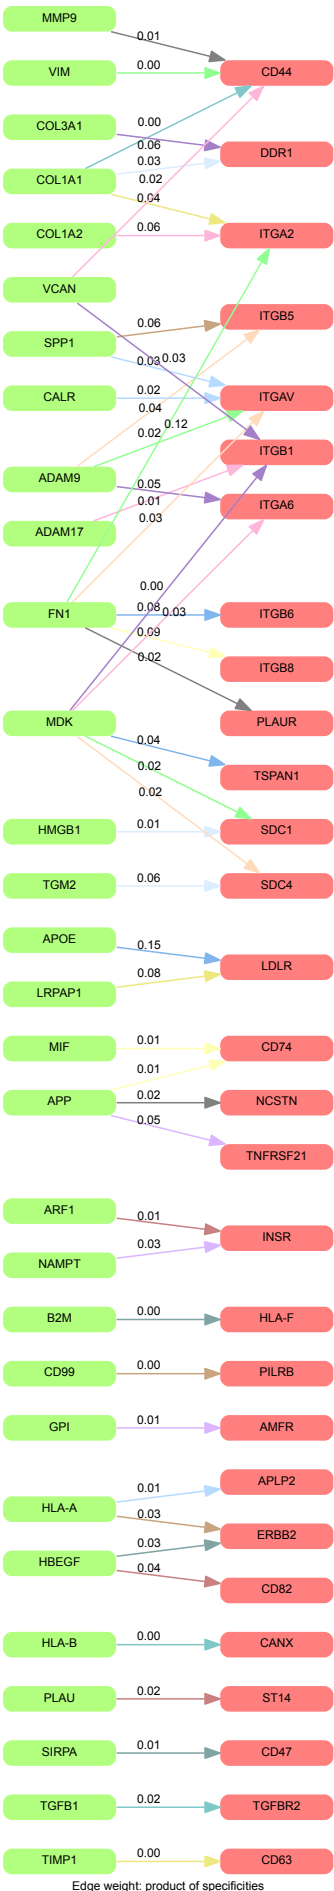 MMP9
0.01
VIM
0.00
CD44
COL3A1
0.00
0.06
DDR1
COL1A1
0.03
0.02
0.04
COL1A2
0.06
ITGA2
VCAN
ITGB5
SPP1
0.06
0.03
0.03
CALR
0.02
ITGAV
0.04
0.12
0.02
ITGB1
ADAM9
0.05
0.01
ITGA6
ADAM17
0.03
0.00
FN1
0.08
0.03
ITGB6
0.09
0.02
ITGB8
MDK
PLAUR
0.04
0.02
TSPAN1
0.02
HMGB1
0.01
SDC1
TGM2
0.06
SDC4
APOE
0.15
LDLR
LRPAP1
0.08
MIF
0.01
CD74
0.01
APP
0.02
NCSTN
0.05
TNFRSF21
ARF1
0.01
INSR
NAMPT
0.03
B2M
0.00
HLA-F
CD99
0.00
PILRB
GPI
0.01
AMFR
APLP2
HLA-A
0.01
0.03
ERBB2
HBEGF
0.03
0.04
CD82
HLA-B
0.00
CANX
PLAU
0.02
ST14
SIRPA
0.01
CD47
TGFB1
0.02
TGFBR2
TIMP1
0.00
CD63
Edge weight: product of specificities